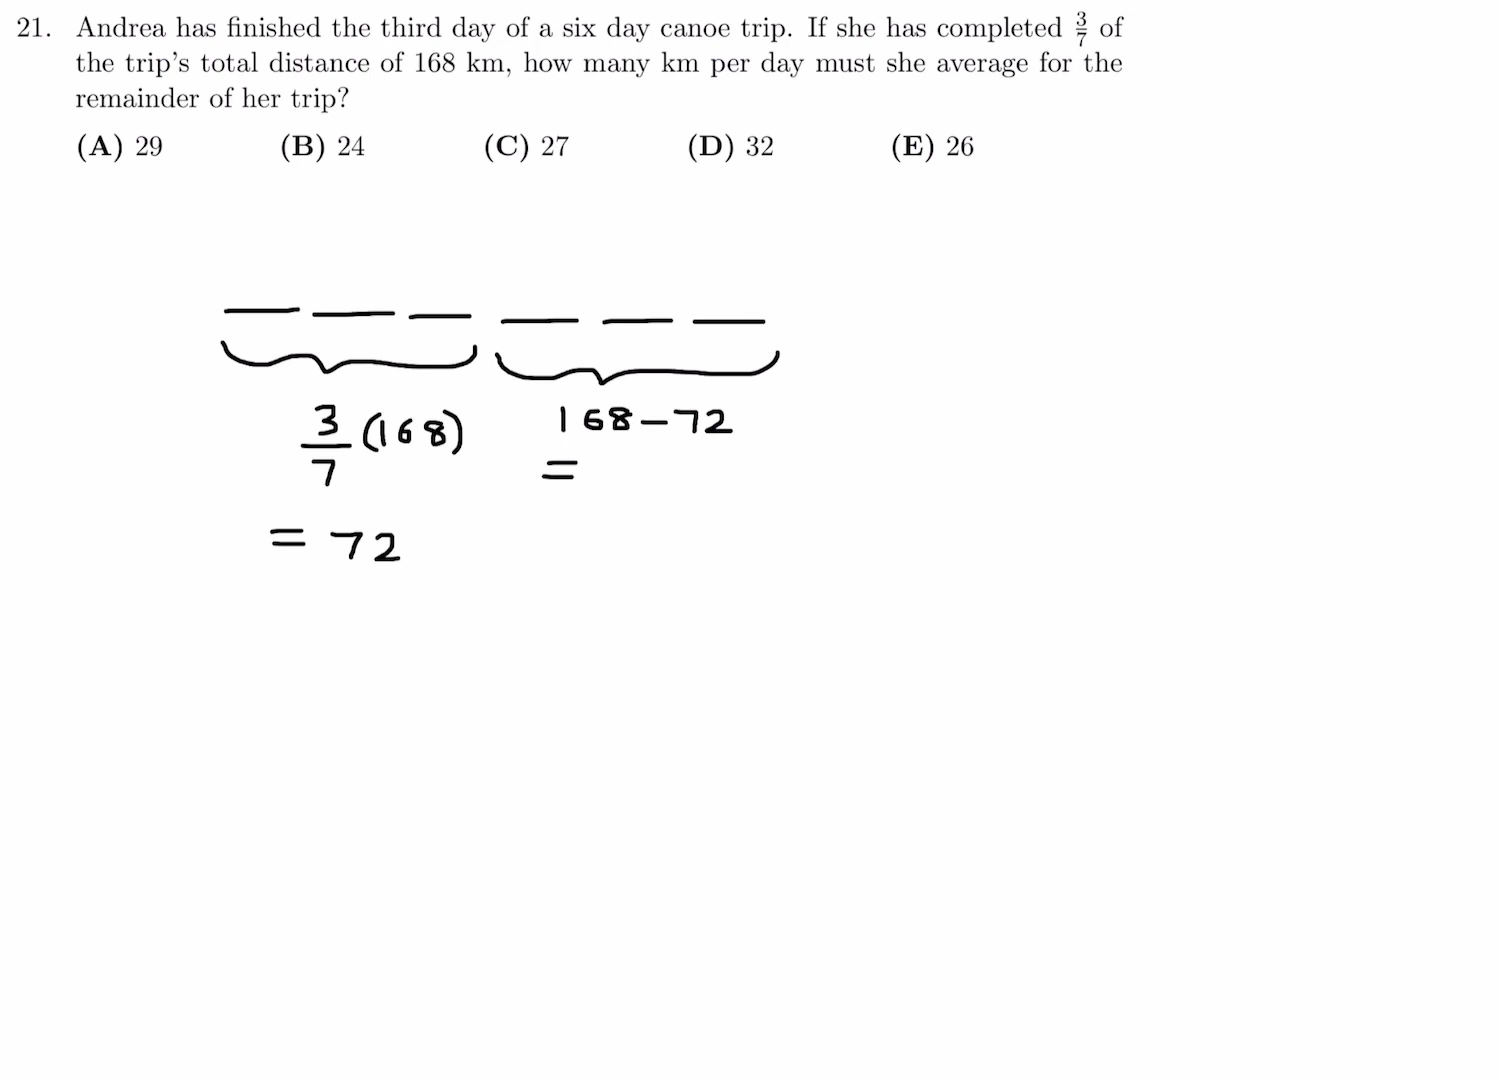 21. Andrea has finished the third day of a six day canoe trip. If she has completed 3/7 of
the trip's total distance of 168 km, how many km per day must she average for the
remainder of her trip?
(A) 29 (B) 24 (C) 27 (D) 32 (E) 26
3/7 (168)
= 72
168 – 72
=